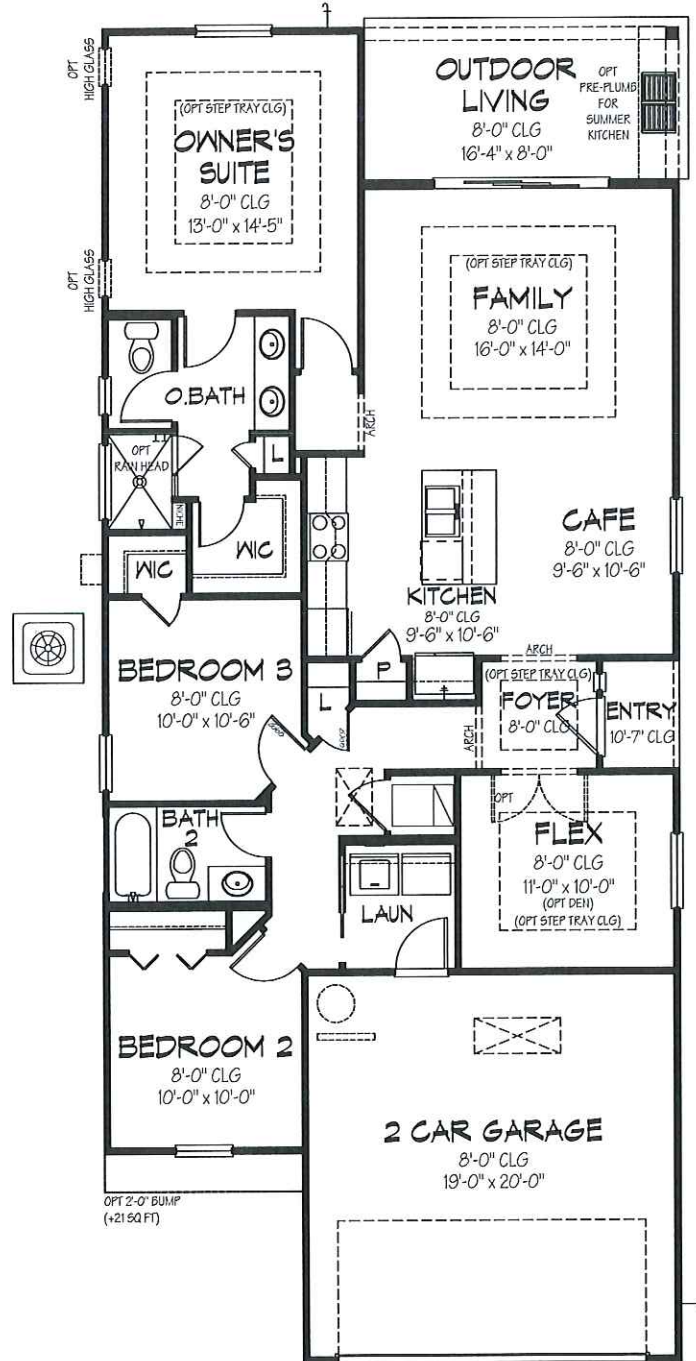 OPT
HIGH GLASS
(OPT STEP TRAY CLG)
OWNER'S
SUITE
8'-0" CLG
13'-0" x 14'-5"
OPT
HIGH GLASS
OUTDOOR
LIVING
8'-0" CLG
16'-4" x 8'-0"
OPT
PRE-PLUMB
FOR
SUMMER
KITCHEN
(OPT STEP TRAY CLG)
FAMILY
8'-0" CLG
16'-0" x 14'-0"
O.BATH
ARCH
L
OPT
RAIN HEAD
NICHE
WIC
WIC
CAFE
8'-0" CLG
9'-6" x 10'-6"
KITCHEN
8'-0" CLG
9'-6" x 10'-6"
BEDROOM 3
8'-0" CLG
10'-0" x 10'-6"
P
L
ARCH
(OPT STEP TRAY CLG)
FOYER
8'-0" CLG
ARCH
ENTRY
10'-7" CLG
BATH
2
OPT
FLEX
8'-0" CLG
11'-0" x 10'-0"
(OPT DEN)
(OPT STEP TRAY CLG)
LAUN
BEDROOM 2
8'-0" CLG
10'-0" x 10'-0"
2 CAR GARAGE
8'-0" CLG
19'-0" x 20'-0"
OPT 2'-0" BUMP
(+21 SQ FT)